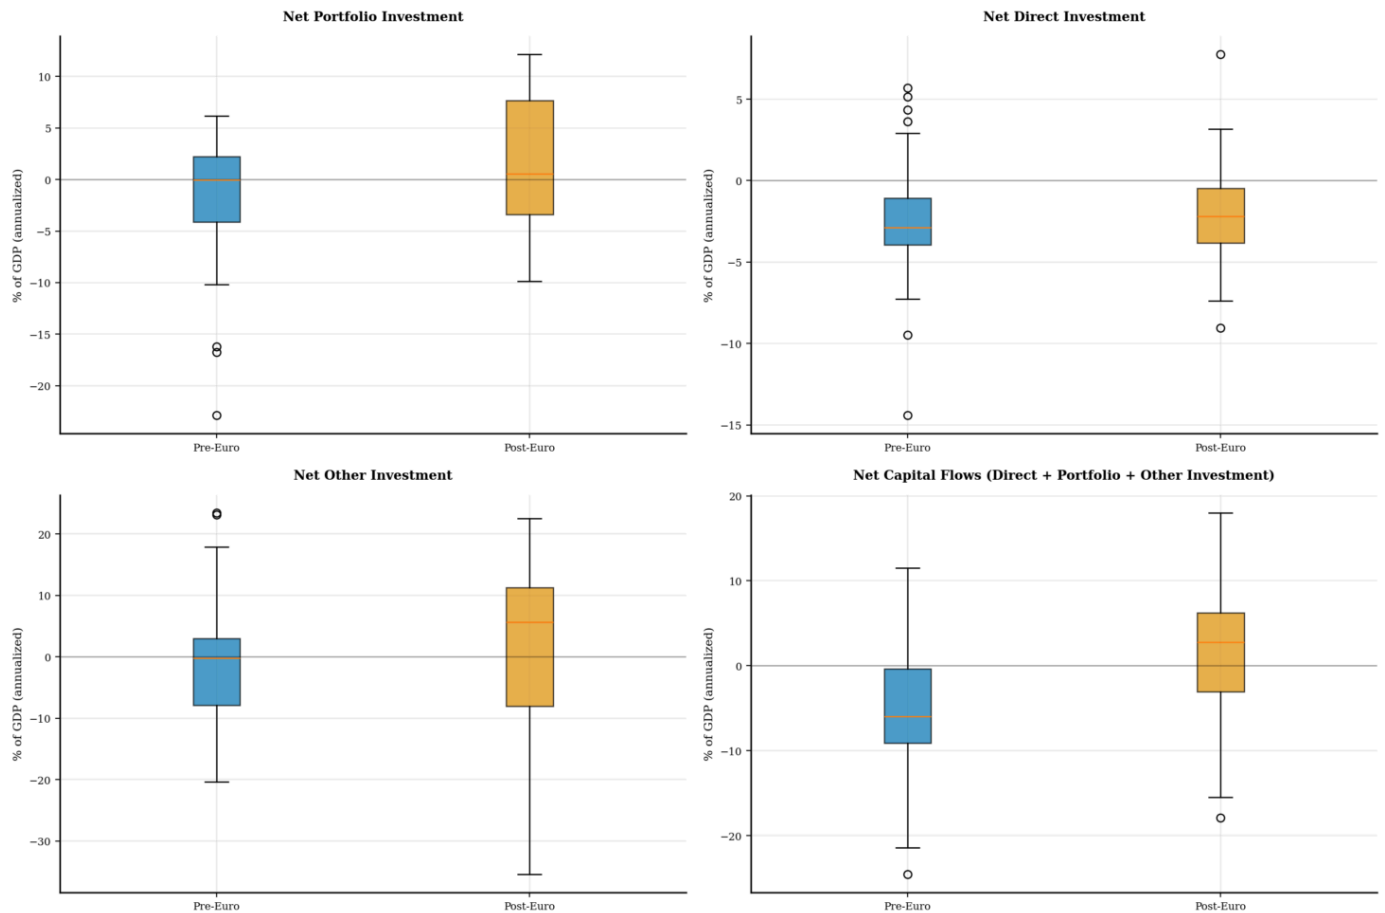 Net Portfolio Investment
% of GDP (annualized)
10
5
0
−5
−10
−15
−20
Pre-Euro
Post-Euro
Net Direct Investment
% of GDP (annualized)
5
0
−5
−10
−15
Pre-Euro
Post-Euro
Net Other Investment
% of GDP (annualized)
20
10
0
−10
−20
−30
Pre-Euro
Post-Euro
Net Capital Flows (Direct + Portfolio + Other Investment)
% of GDP (annualized)
20
10
0
−10
−20
Pre-Euro
Post-Euro